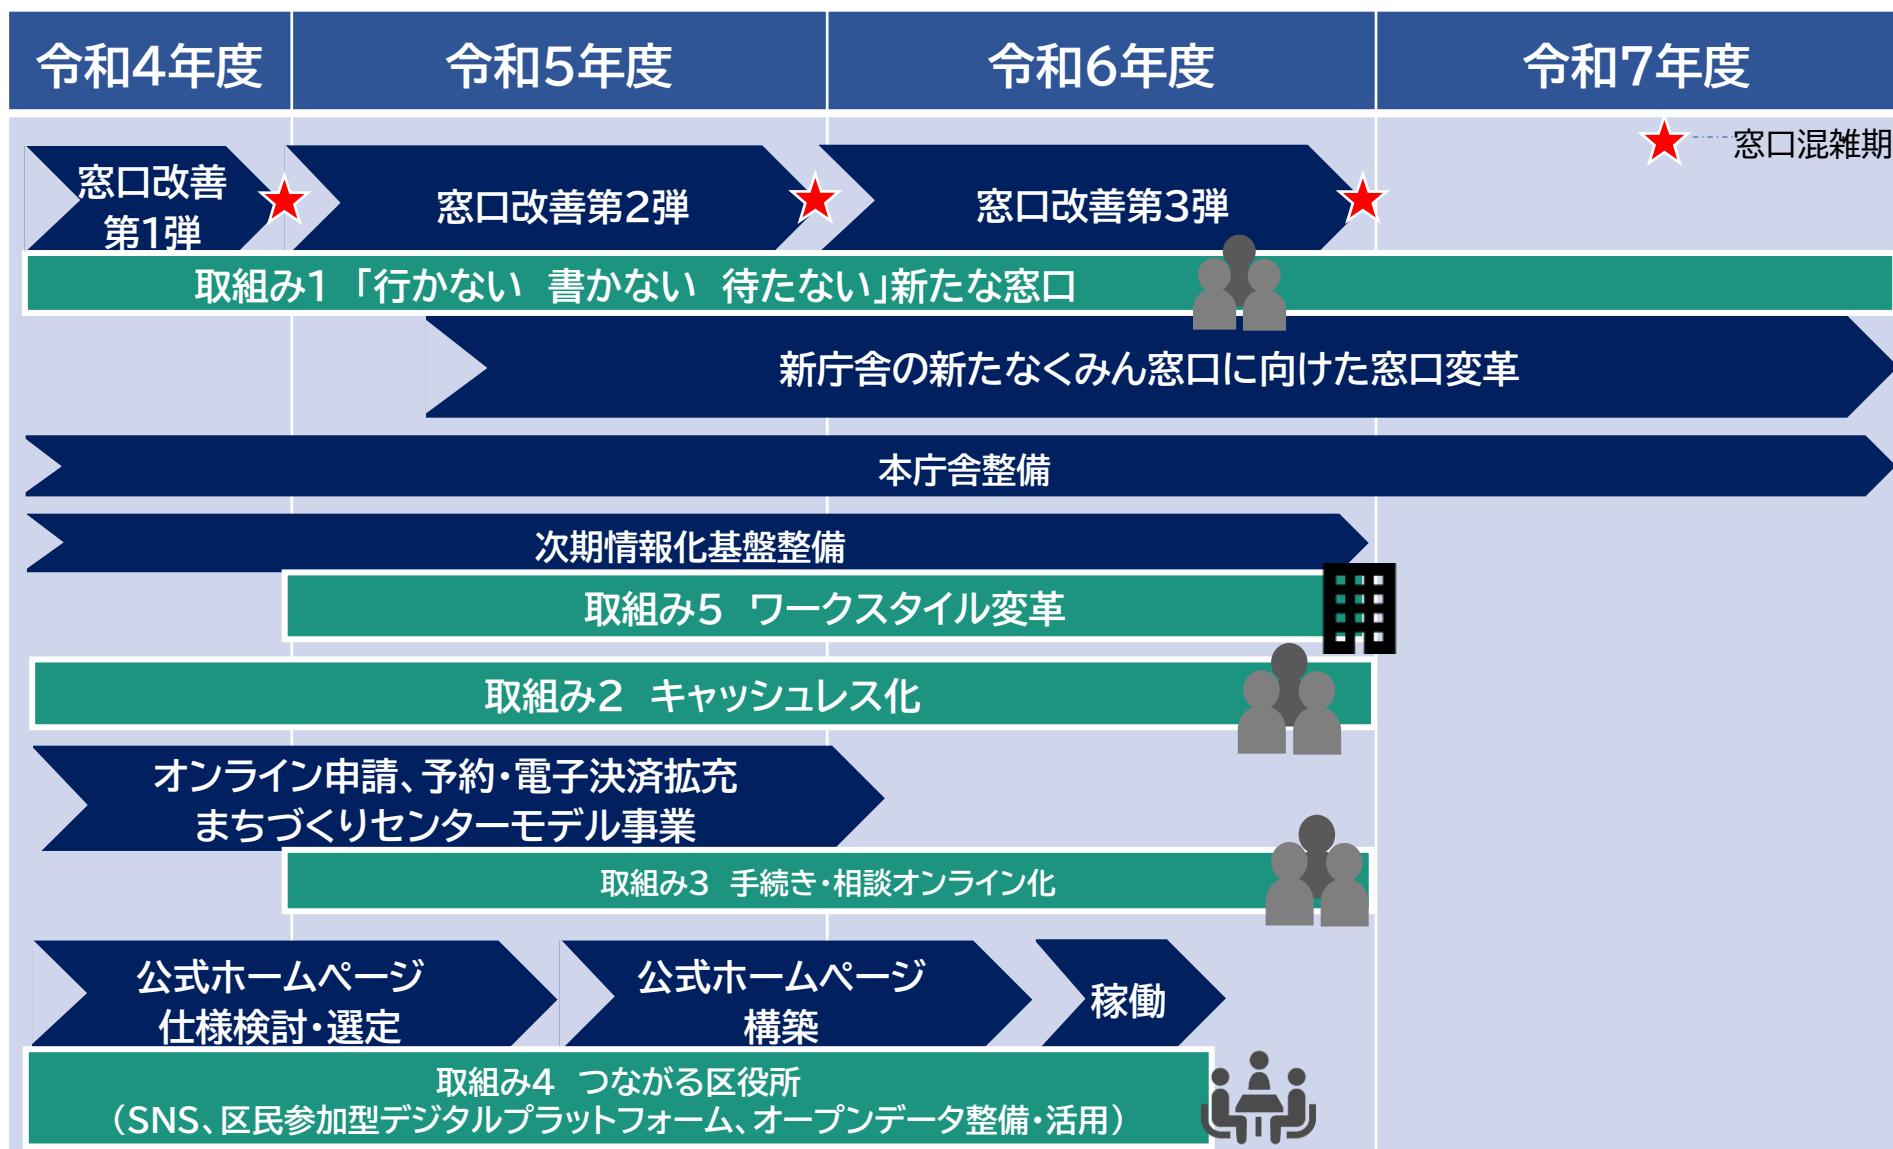 令和4年度
令和5年度
令和6年度
令和7年度
窓口混雑期
窓口改善
第1弾
窓口改善第2弾
窓口改善第3弾
取組み1 「行かない　書かない　待たない」新たな窓口
新庁舎の新たなくみん窓口に向けた窓口変革
本庁舎整備
次期情報化基盤整備
取組み5　ワークスタイル変革
取組み2　キャッシュレス化
オンライン申請、予約・電子決済拡充
まちづくりセンターモデル事業
取組み3　手続き・相談オンライン化
公式ホームページ
仕様検討・選定
公式ホームページ
構築
稼働
取組み4　つながる区役所
（SNS、区民参加型デジタルプラットフォーム、オープンデータ整備・活用）